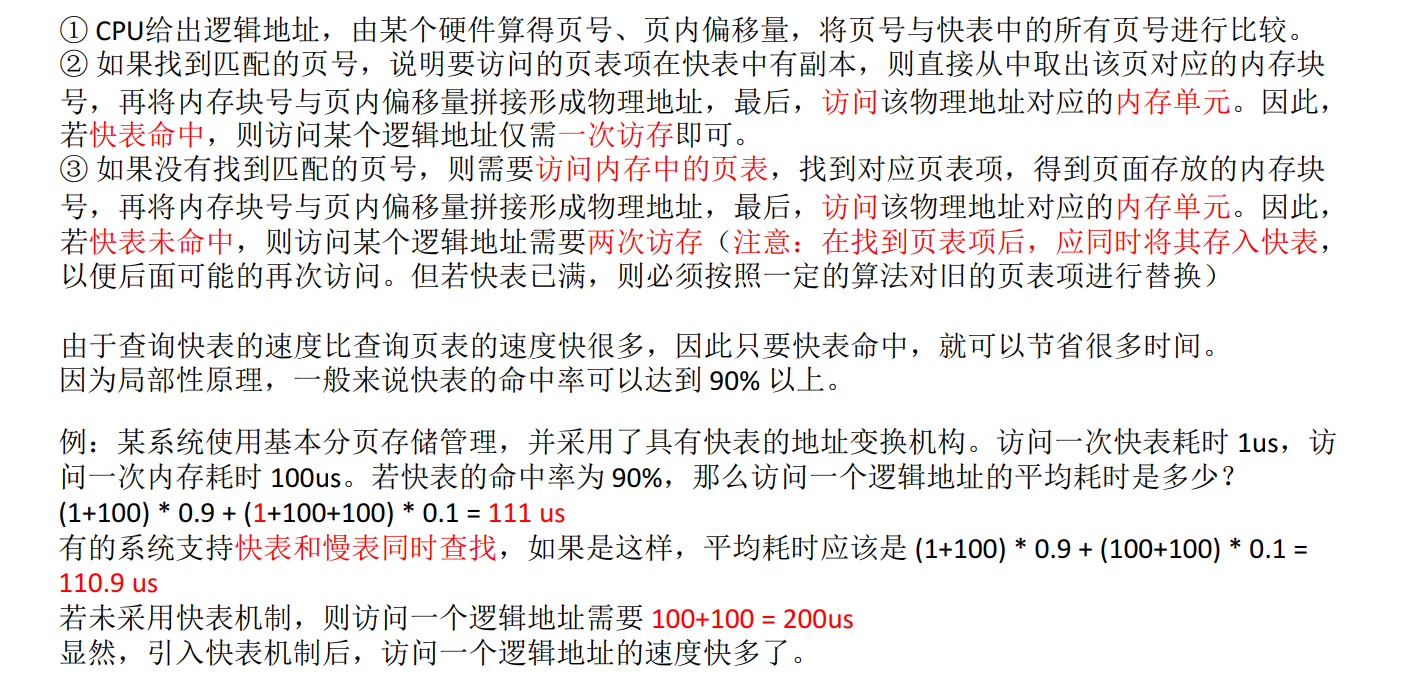 ① CPU给出逻辑地址，由某个硬件算得页号、页内偏移量，将页号与快表中的所有页号进行比较。
② 如果找到匹配的页号，说明要访问的页表项在快表中有副本，则直接从中取出该页对应的内存块
号，再将内存块号与页内偏移量拼接形成物理地址，最后，访问该物理地址对应的内存单元。因此，
若快表命中，则访问某个逻辑地址仅需一次访存即可。
③ 如果没有找到匹配的页号，则需要访问内存中的页表，找到对应页表项，得到页面存放的内存块
号，再将内存块号与页内偏移量拼接形成物理地址，最后，访问该物理地址对应的内存单元。因此，
若快表未命中，则访问某个逻辑地址需要两次访存（注意：在找到页表项后，应同时将其存入快表，
以便后面可能的再次访问。但若快表已满，则必须按照一定的算法对旧的页表项进行替换）
由于查询快表的速度比查询页表的速度快很多，因此只要快表命中，就可以节省很多时间。
因为局部性原理，一般来说快表的命中率可以达到 90% 以上。
例：某系统使用基本分页存储管理，并采用了具有快表的地址变换机构。访问一次快表耗时 1us，访
问一次内存耗时 100us。若快表的命中率为 90%，那么访问一个逻辑地址的平均耗时是多少？
(1+100) * 0.9 + (1+100+100) * 0.1 = 111 us
有的系统支持快表和慢表同时查找，如果是这样，平均耗时应该是 (1+100) * 0.9 + (100+100) * 0.1 =
110.9 us
若未采用快表机制，则访问一个逻辑地址需要 100+100 = 200us
显然，引入快表机制后，访问一个逻辑地址的速度快多了。